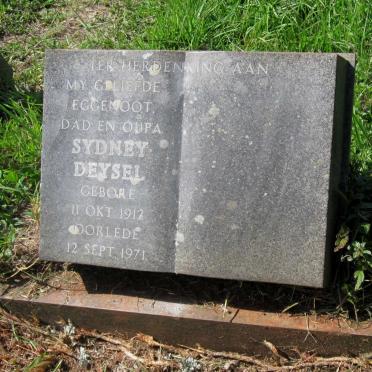 TER HERDENKING AAN
MY GELIEFDE
EGGENOOT,
DAD EN OUPA
SYDNEY
DEYSEL
GEBORE
11 OKT. 1912
OORLEDE
12 SEPT. 1971